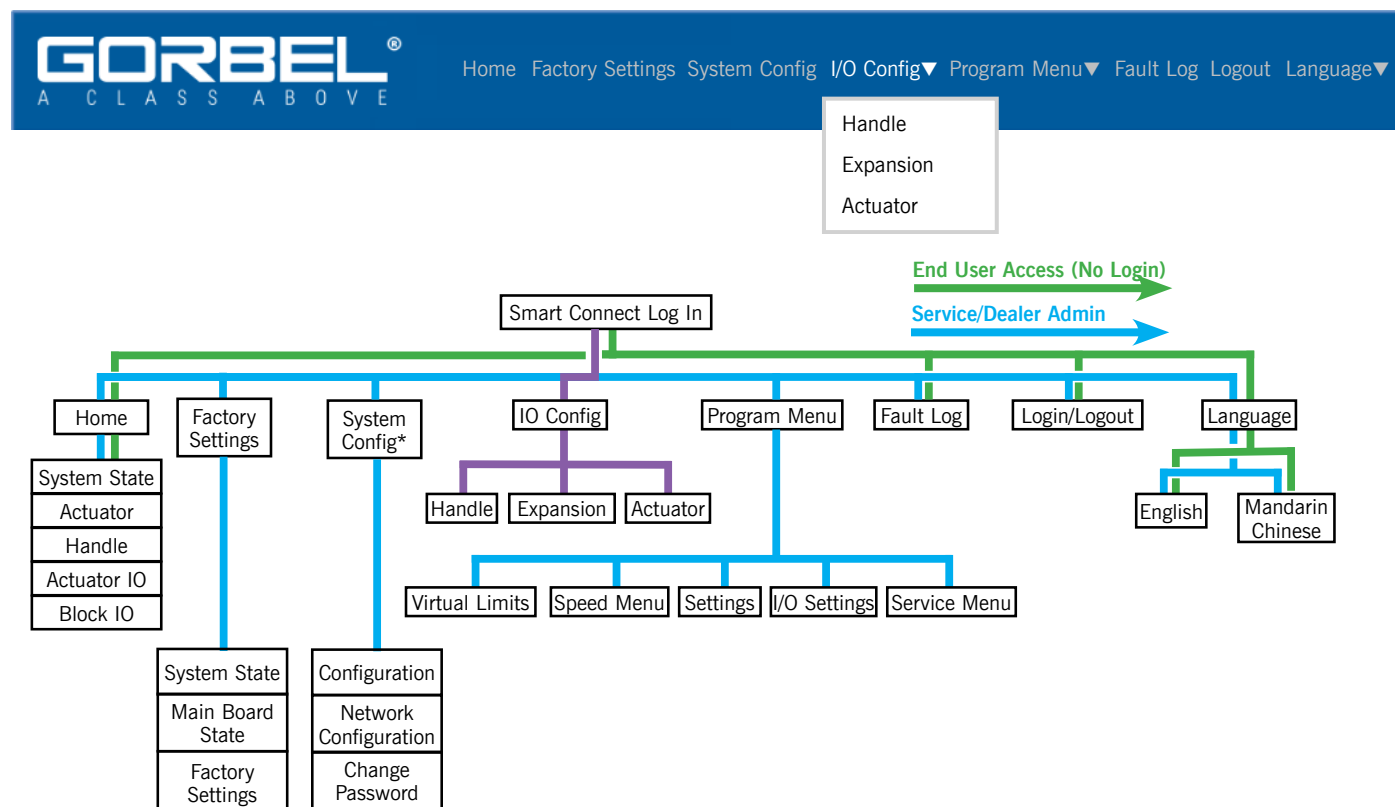 GORBEL®
A CLASS ABOVE
Home Factory Settings System Config I/O Config▼ Program Menu▼ Fault Log Logout Language▼
Handle
Expansion
Actuator
End User Access (No Login)
Service/Dealer Admin
Smart Connect Log In
Home
Factory
Settings
System
Config*
IO Config
Program Menu
Fault Log
Login/Logout
Language
System State
Actuator
Handle
Actuator IO
Block IO
Handle
Expansion
Actuator
English
Mandarin
Chinese
Virtual Limits
Speed Menu
Settings
I/O Settings
Service Menu
System State
Main Board
State
Factory
Settings
Configuration
Network
Configuration
Change
Password